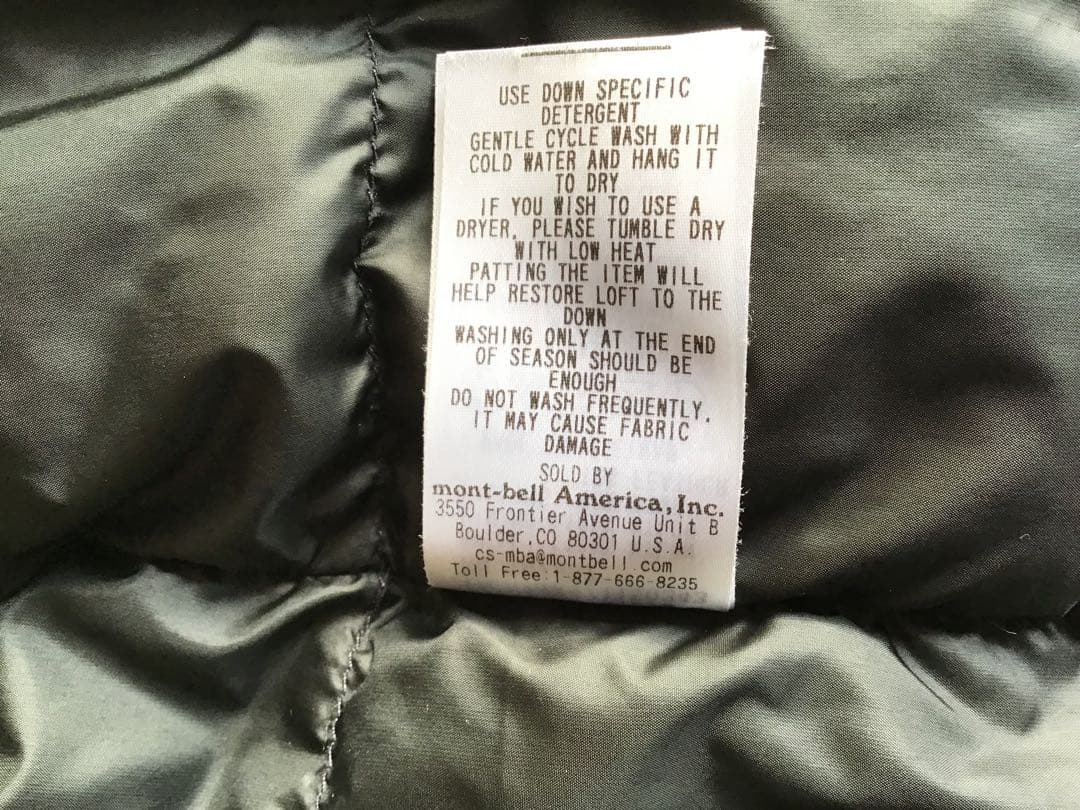 USE DOWN SPECIFIC
DETERGENT
GENTLE CYCLE WASH WITH
COLD WATER AND HANG IT
TO DRY
IF YOU WISH TO USE A
DRYER, PLEASE TUMBLE DRY
WITH LOW HEAT
PATTING THE ITEM WILL
HELP RESTORE LOFT TO THE
DOWN
WASHING ONLY AT THE END
OF SEASON SHOULD BE
ENOUGH
DO NOT WASH FREQUENTLY.
IT MAY CAUSE FABRIC
DAMAGE
SOLD BY
mont-bell America, Inc.
3550 Frontier Avenue Unit B
Boulder, CO 80301 U.S.A.
cs-mba@montbell.com
Toll Free:1-877-666-8235